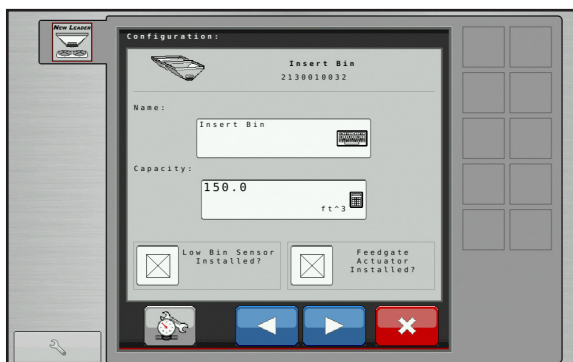 New Leader
Configuration:
Insert Bin
2130010032
Name:
Insert Bin
Capacity:
150.0
ft^3
Low Bin Sensor
Installed?
Feedgate
Actuator
Installed?